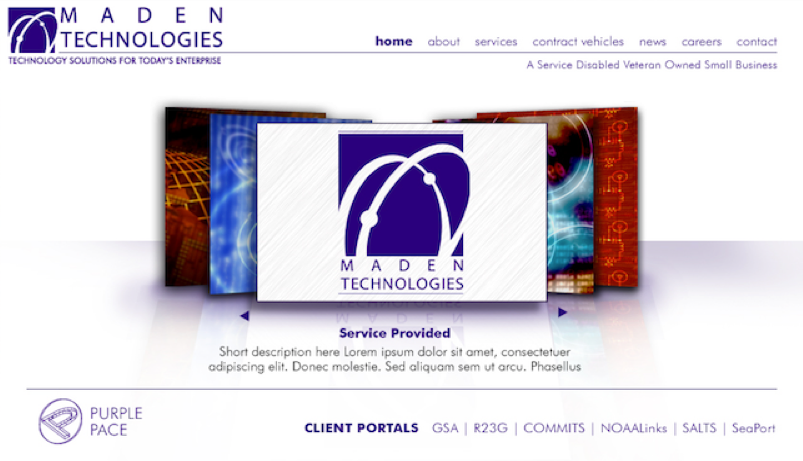 MADEN
TECHNOLOGIES
TECHNOLOGY SOLUTIONS FOR TODAY'S ENTERPRISE
home about services contract vehicles news careers contact
A Service Disabled Veteran Owned Small Business
MADEN
TECHNOLOGIES
Service Provided
Short description here Lorem ipsum dolor sit amet, consectetuer
adipiscing elit. Donec molestie. Sed aliquam sem ut arcu. Phasellus
PURPLE
PACE
CLIENT PORTALS GSA | R23G | COMMITS | NOAALinks | SALTS | SeaPort